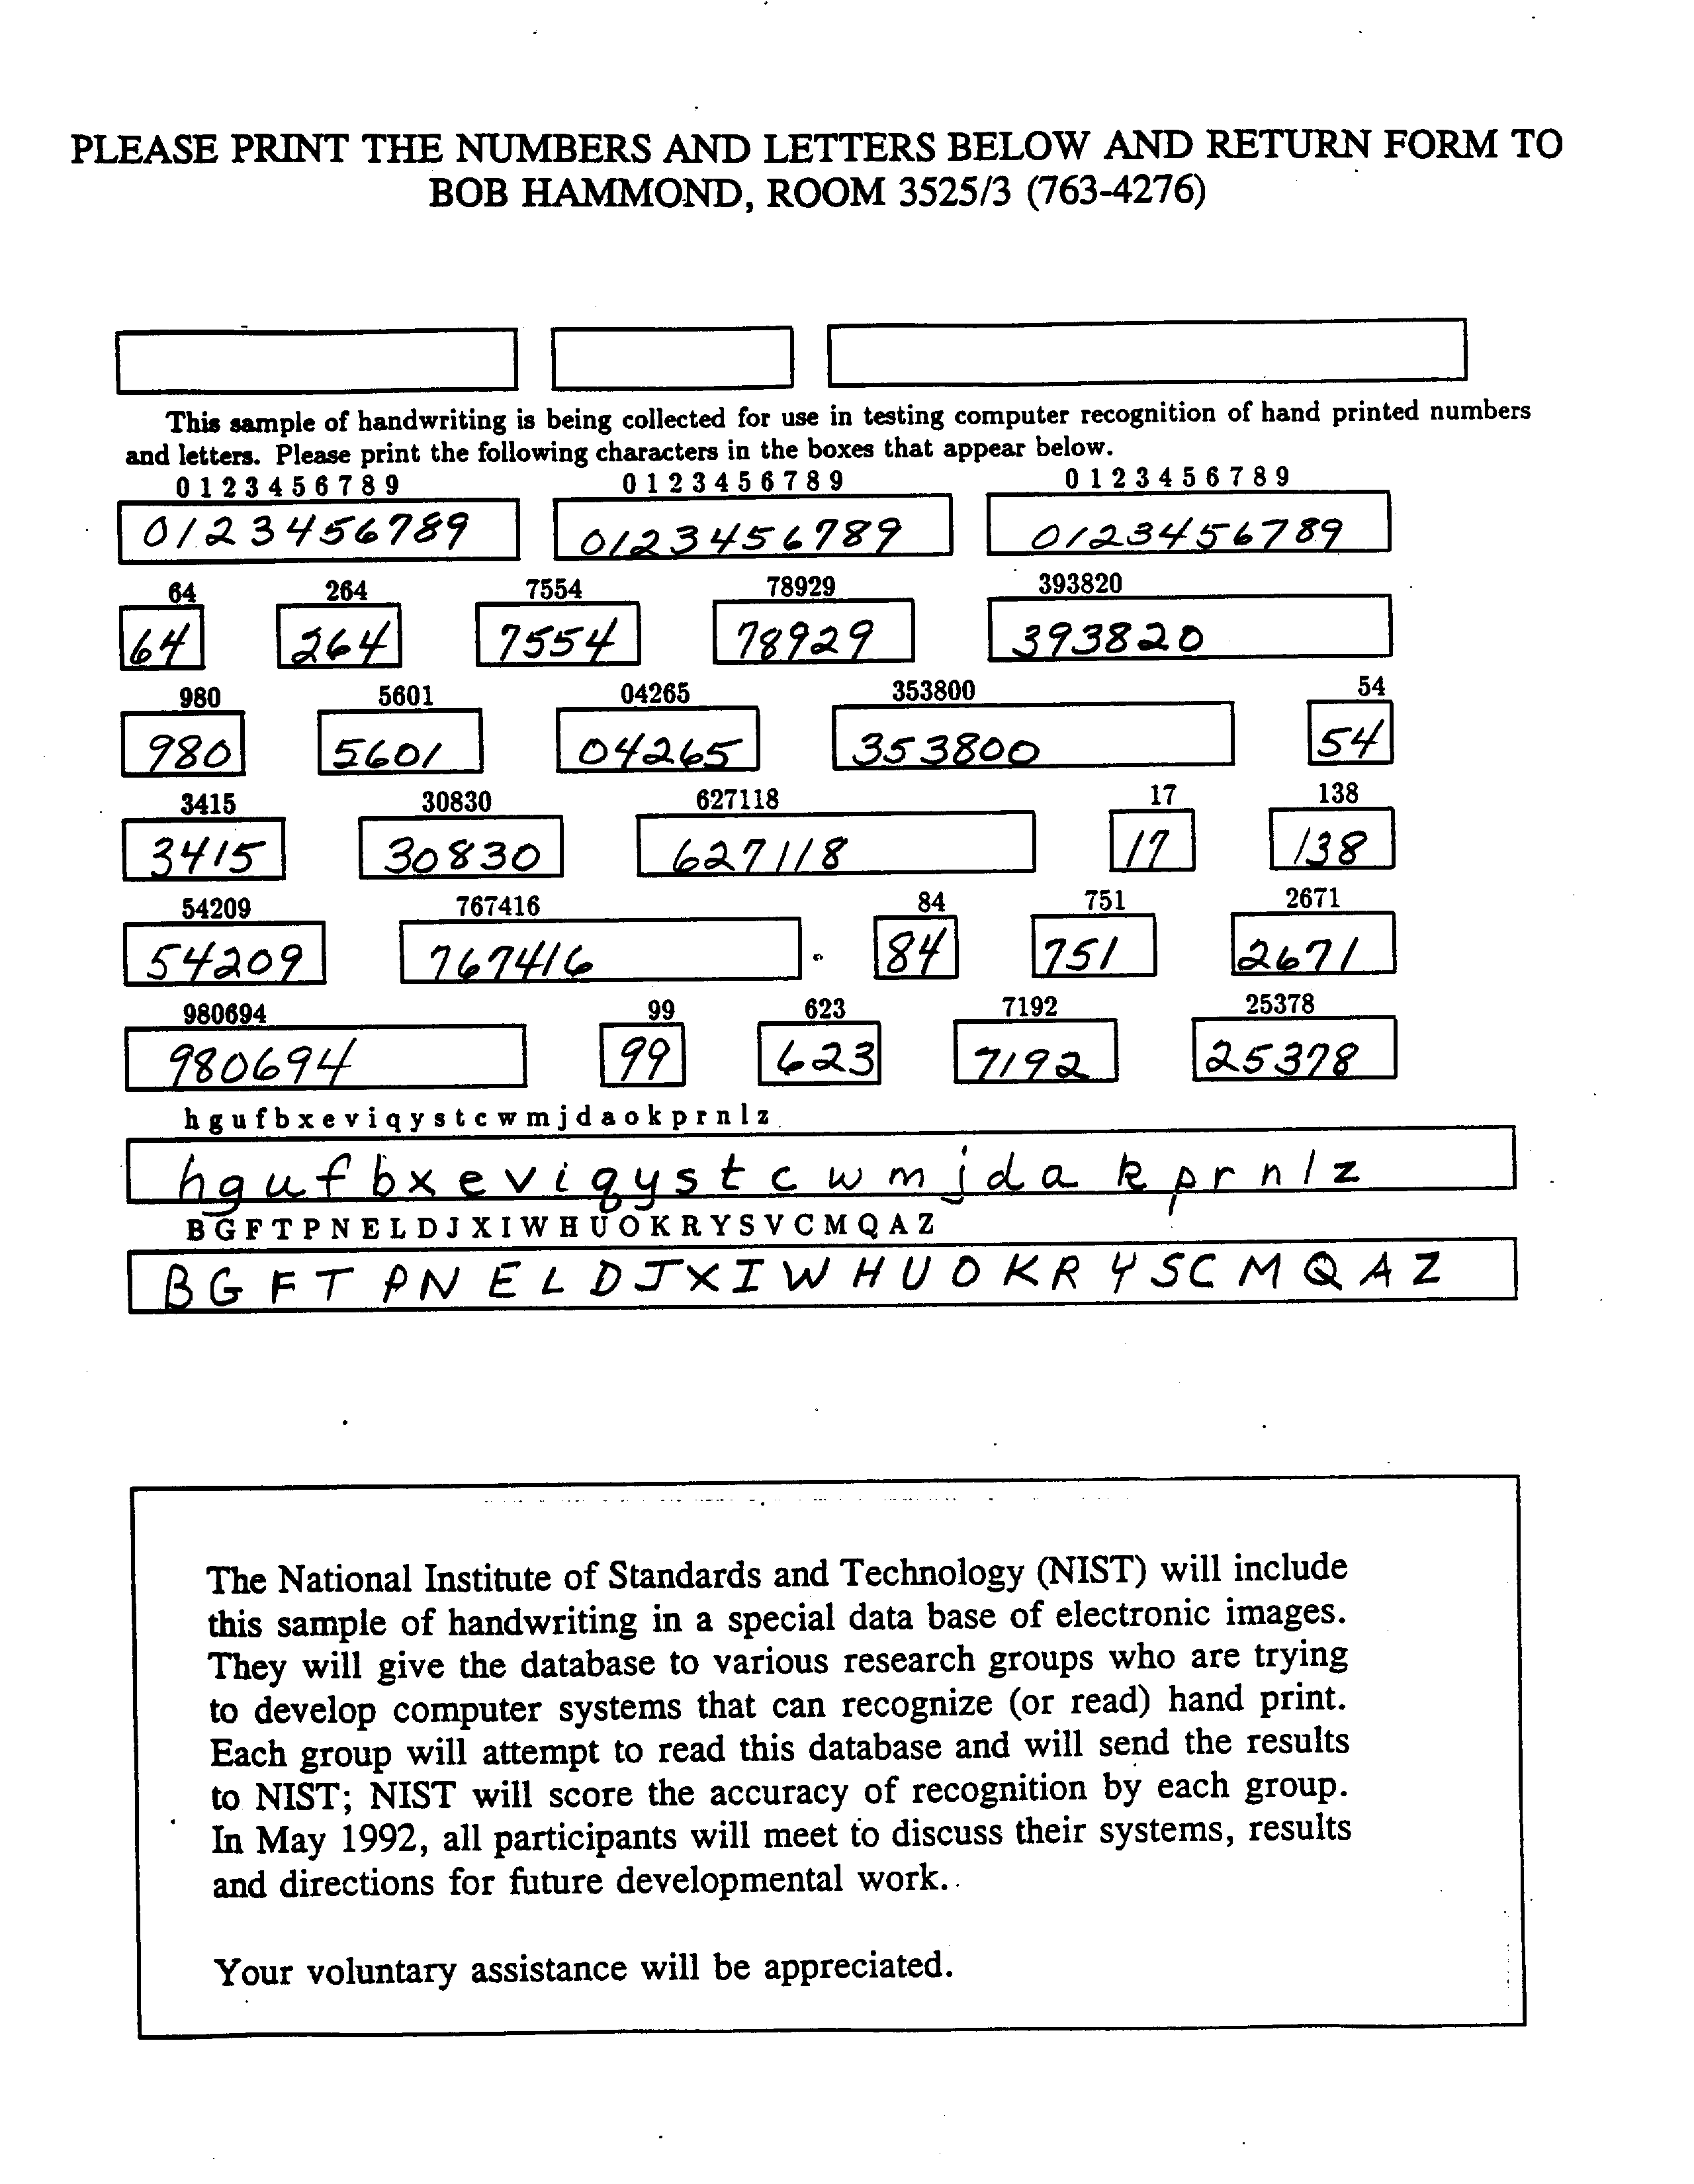 PLEASE PRINT THE NUMBERS AND LETTERS BELOW AND RETURN FORM TO
BOB HAMMOND, ROOM 3525/3 (763-4276)
This sample of handwriting is being collected for use in testing computer recognition of hand printed numbers
and letters. Please print the following characters in the boxes that appear below.
0 1 2 3 4 5 6 7 8 9 0 1 2 3 4 5 6 7 8 9 0 1 2 3 4 5 6 7 8 9
0123456789 0123456789 0123456789
64 264 7554 78929 393820
64 264 7554 78929 393820
980 5601 04265 353800 54
980 5601 04265 353800 54
3415 30830 627118 17 138
3415 30830 627118 17 138
54209 767416 84 751 2671
54209 767416 84 751 2671
980694 99 623 7192 25378
980694 99 623 7192 25378
h g u f b x e v i q y s t c w m j d a o k p r n l z
h g u f b x e v i q y s t c w m j d a k p r n l z
B G F T P N E L D J X I W H U O K R Y S V C M Q A Z
B G F T P N E L D J X I W H U O K R Y S C M Q A Z
The National Institute of Standards and Technology (NIST) will include
this sample of handwriting in a special data base of electronic images.
They will give the database to various research groups who are trying
to develop computer systems that can recognize (or read) hand print.
Each group will attempt to read this database and will send the results
to NIST; NIST will score the accuracy of recognition by each group.
In May 1992, all participants will meet to discuss their systems, results
and directions for future developmental work.
Your voluntary assistance will be appreciated.